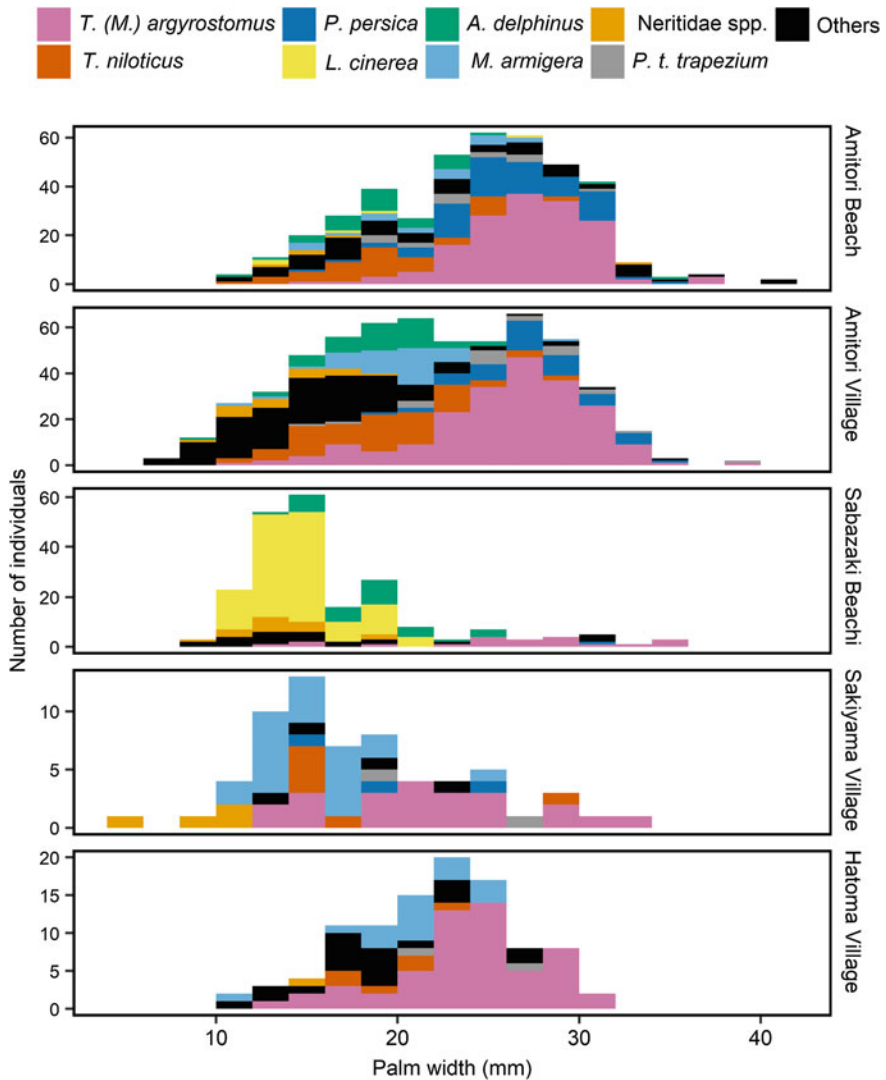 T. (M.) argyrostomus P. persica A. delphinus Neritidae spp. Others
T. niloticus L. cinerea M. armigera P. t. trapezium
Number of individuals
60
40
20
0
Amitori Beach
60
40
20
0
Amitori Village
60
40
20
0
Sabazaki Beachi
10
5
0
Sakiyama Village
20
15
10
5
0
Hatoma Village
10 20 30 40
Palm width (mm)